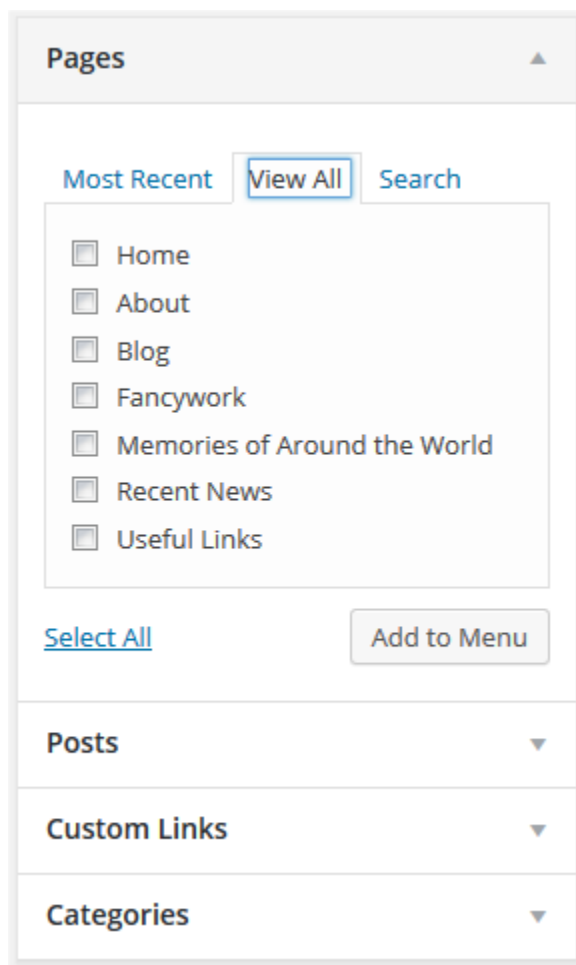 Pages
Most Recent View All Search
Home
About
Blog
Fancywork
Memories of Around the World
Recent News
Useful Links
Select All Add to Menu
Posts
Custom Links
Categories